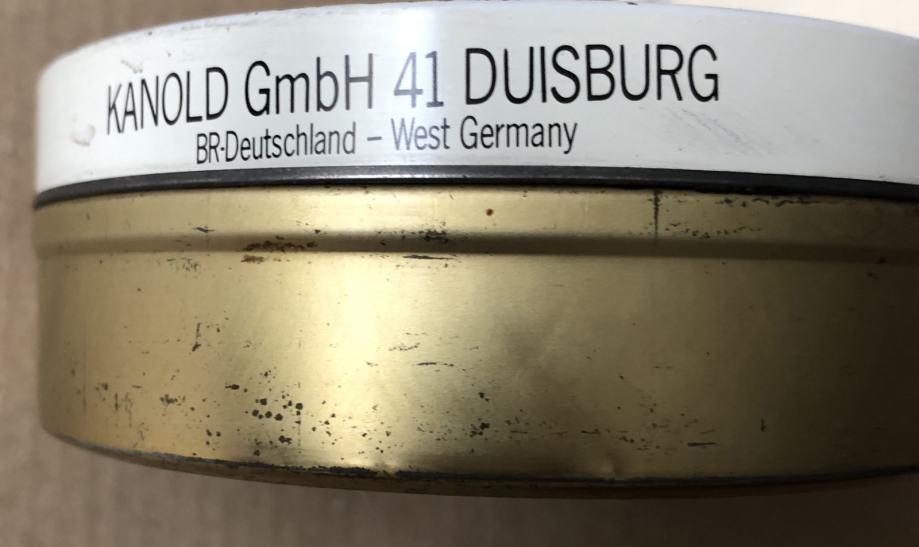 KANOLD GmbH 41 DUISBURG
BR-Deutschland – West Germany